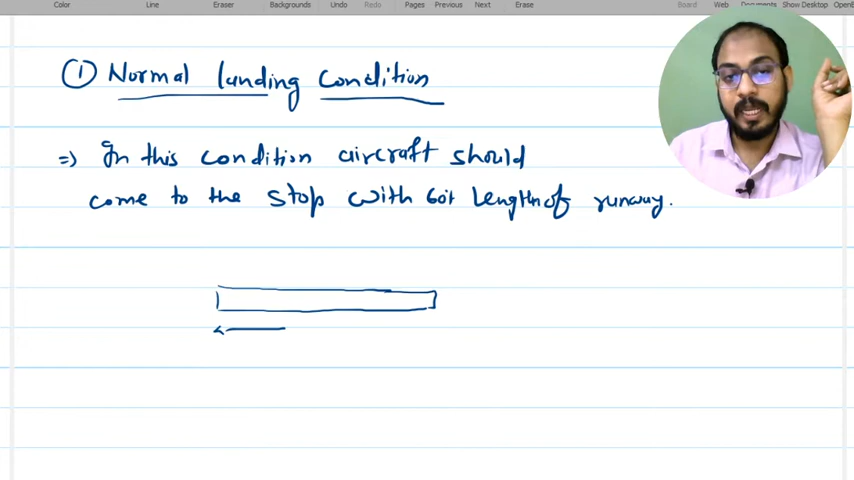 Color Line Eraser Backgrounds Undo Redo Pages Previous Next Erase Board Web Documents Show Desktop
① Normal landing Condition
=> In this condition aircraft should
come to the stop with 60% Length of runway.